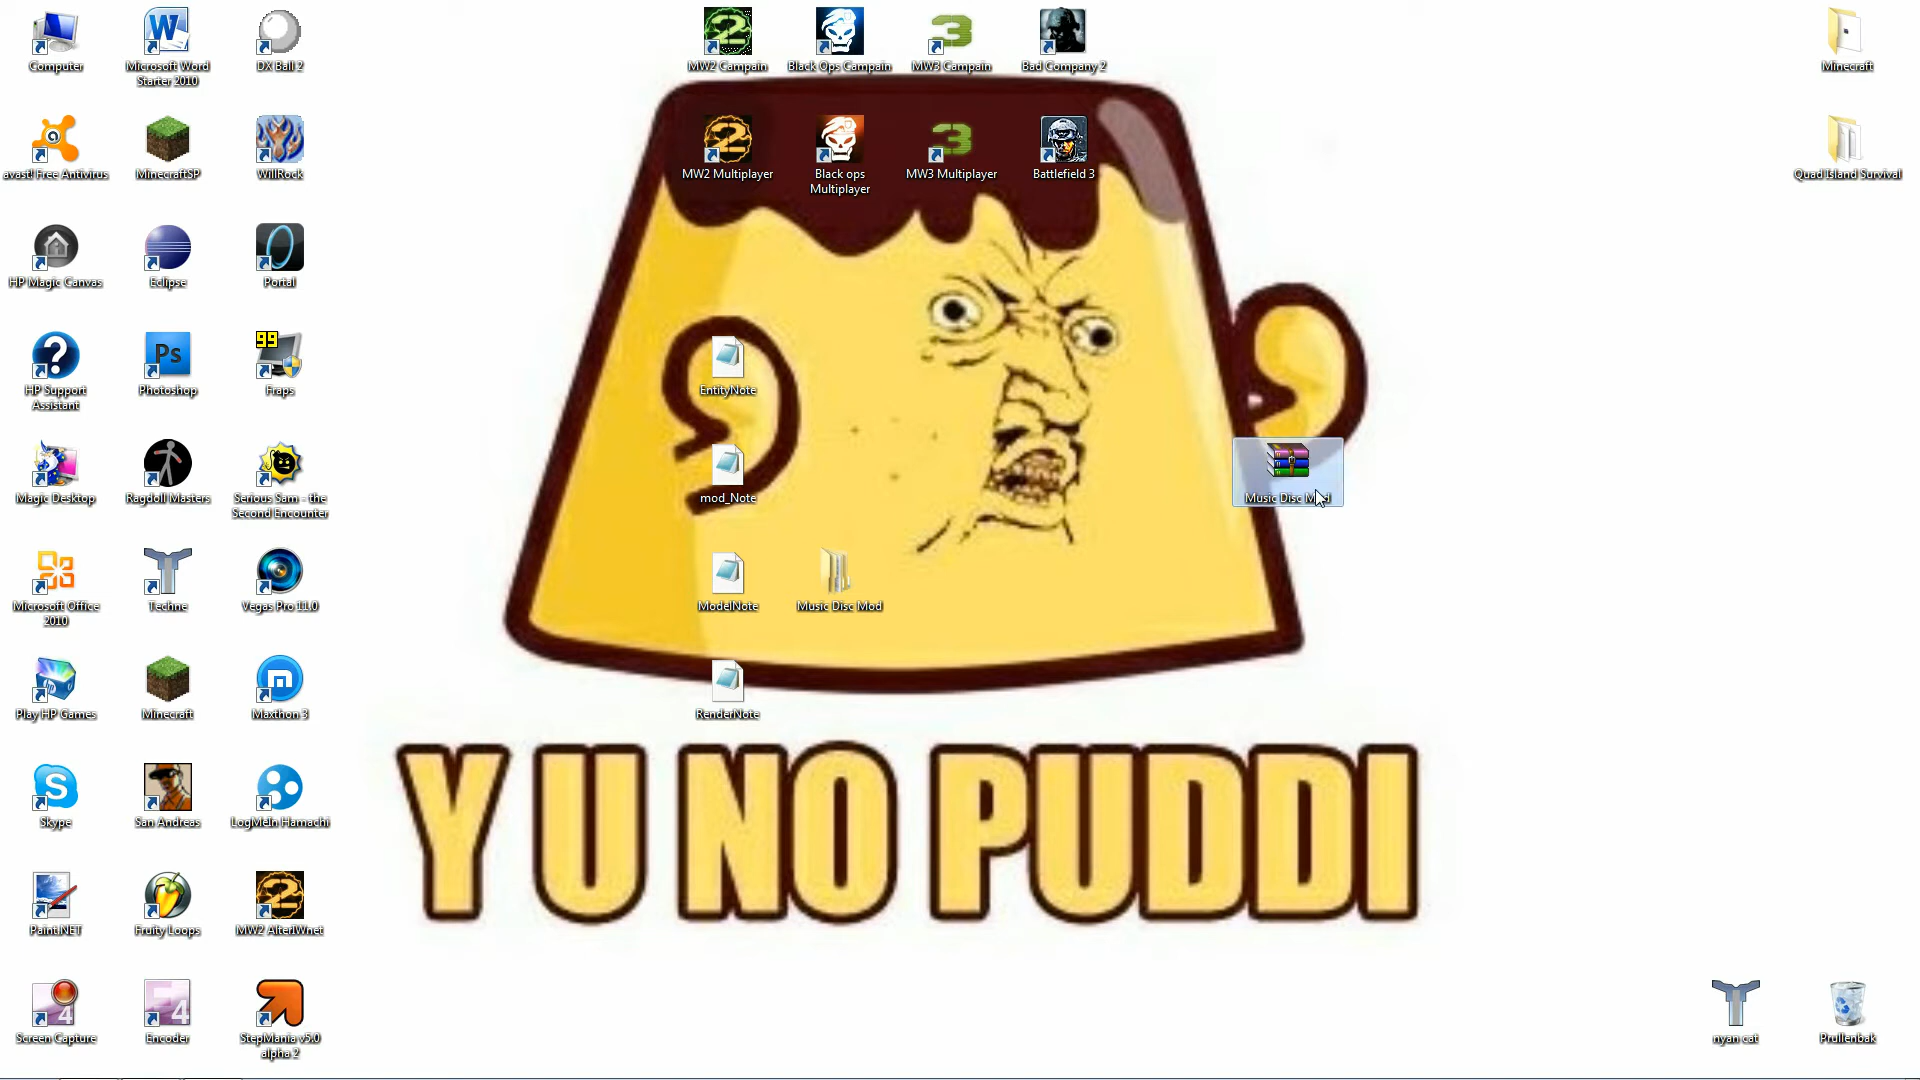 Computer
Microsoft Word
Starter 2010
DX Ball 2
MW2 Campain
Black Ops Campain
MW3 Campain
Bad Company 2
Minecraft
avast! Free Antivirus
MinecraftSP
WillRock
MW2 Multiplayer
Black ops
Multiplayer
MW3 Multiplayer
Battlefield 3
Quad Island Survival
HP Magic Canvas
Eclipse
Portal
HP Support
Assistant
Ps
Photoshop
99
Fraps
EntityNote
Magic Desktop
Ragdoll Masters
Serious Sam - the
Second Encounter
mod_Note
Microsoft Office
2010
Techne
Vegas Pro 11.0
ModelNote
Music Disc Mod
Play HP Games
Minecraft
Maxthon 3
RenderNote
Skype
San Andreas
LogMeIn Hamachi
Y U NO PUDDI
Paint.NET
Fruity Loops
MW2 AlterIWnet
Screen Capture
Encoder
StepMania v5.0
alpha 2
nyan cat
Prullenbak